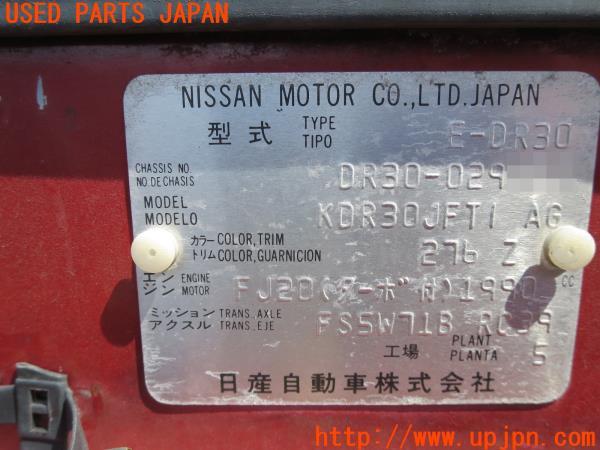 USED PARTS JAPAN
NISSAN MOTOR CO.,LTD.JAPAN
型式 TYPE TIPO E-DR30
CHASSIS NO. NO.DE CHASIS DR30-029
MODEL MODELO KDR30JFT1 AG
カラー COLOR,TRIM トリム COLOR,GUARNICION 276 Z
エンジン ENGINE MOTOR FJ20(ターボ付)1990 CC
ミッション TRANS.,AXLE アクスル TRANS.,EJE FS5W71B RC39
工場 PLANT PLANTA 5
日産自動車株式会社
http://www.upjpn.com/